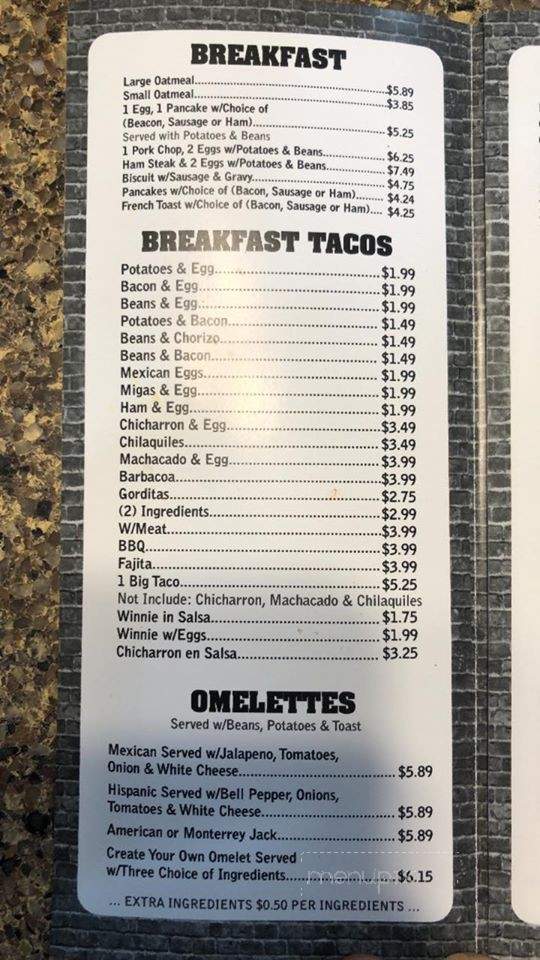 BREAKFAST
Large Oatmeal..............................................$5.89
Small Oatmeal..............................................$3.85
1 Egg, 1 Pancake w/Choice of
(Beacon, Sausage or Ham)..............................$5.25
Served with Potatoes & Beans
1 Pork Chop, 2 Eggs w/Potatoes & Beans..............$6.25
Ham Steak & 2 Eggs w/Potatoes & Beans..............$7.49
Biscuit w/Sausage & Gravy..............................$4.75
Pancakes w/Choice of (Bacon, Sausage or Ham)....... $4.24
French Toast w/Choice of (Bacon, Sausage or Ham).... $4.25
BREAKFAST TACOS
Potatoes & Egg........................................$1.99
Bacon & Egg........................................$1.99
Beans & Egg........................................$1.99
Potatoes & Bacon........................................$1.49
Beans & Chorizo........................................$1.49
Beans & Bacon........................................$1.49
Mexican Eggs........................................$1.99
Migas & Egg........................................$1.99
Ham & Egg........................................$1.99
Chicharron & Egg........................................$3.49
Chilaquiles........................................$3.49
Machacado & Egg........................................$3.99
Barbacoa........................................$3.99
Gorditas........................................$2.75
(2) Ingredients........................................$2.99
W/Meat........................................$3.99
BBQ........................................$3.99
Fajita........................................$3.99
1 Big Taco........................................$5.25
Not Include: Chicharron, Machacado & Chilaquiles
Winnie in Salsa........................................$1.75
Winnie w/Eggs........................................$1.99
Chicharron en Salsa........................................$3.25
OMELETTES
Served w/Beans, Potatoes & Toast
Mexican Served w/Jalapeno, Tomatoes,
Onion & White Cheese.............................. $5.89
Hispanic Served w/Bell Pepper, Onions,
Tomatoes & White Cheese.............................. $5.89
American or Monterrey Jack.............................. $5.89
Create Your Own Omelet Served
w/Three Choice of Ingredients..............................$6.15
... EXTRA INGREDIENTS $0.50 PER INGREDIENTS ...